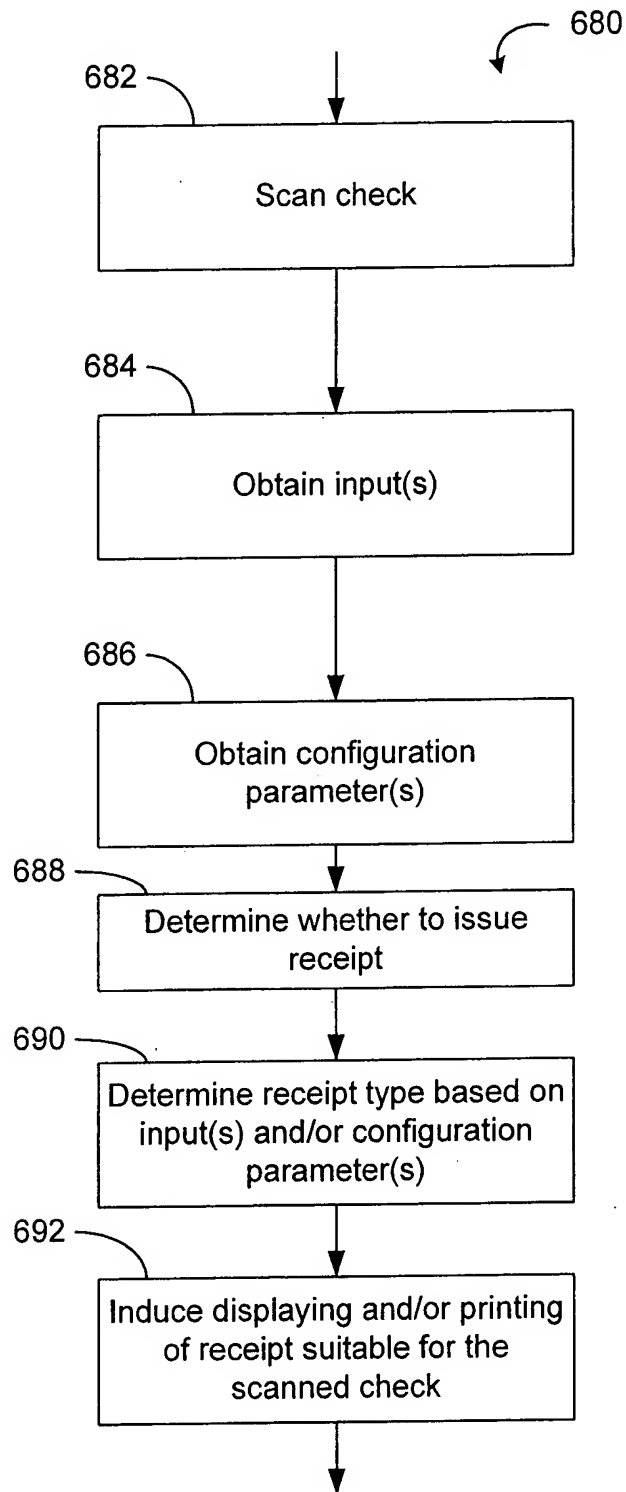 680
682
Scan check
684
Obtain input(s)
686
Obtain configuration
parameter(s)
688
Determine whether to issue
receipt
690
Determine receipt type based on
input(s) and/or configuration
parameter(s)
692
Induce displaying and/or printing
of receipt suitable for the
scanned check